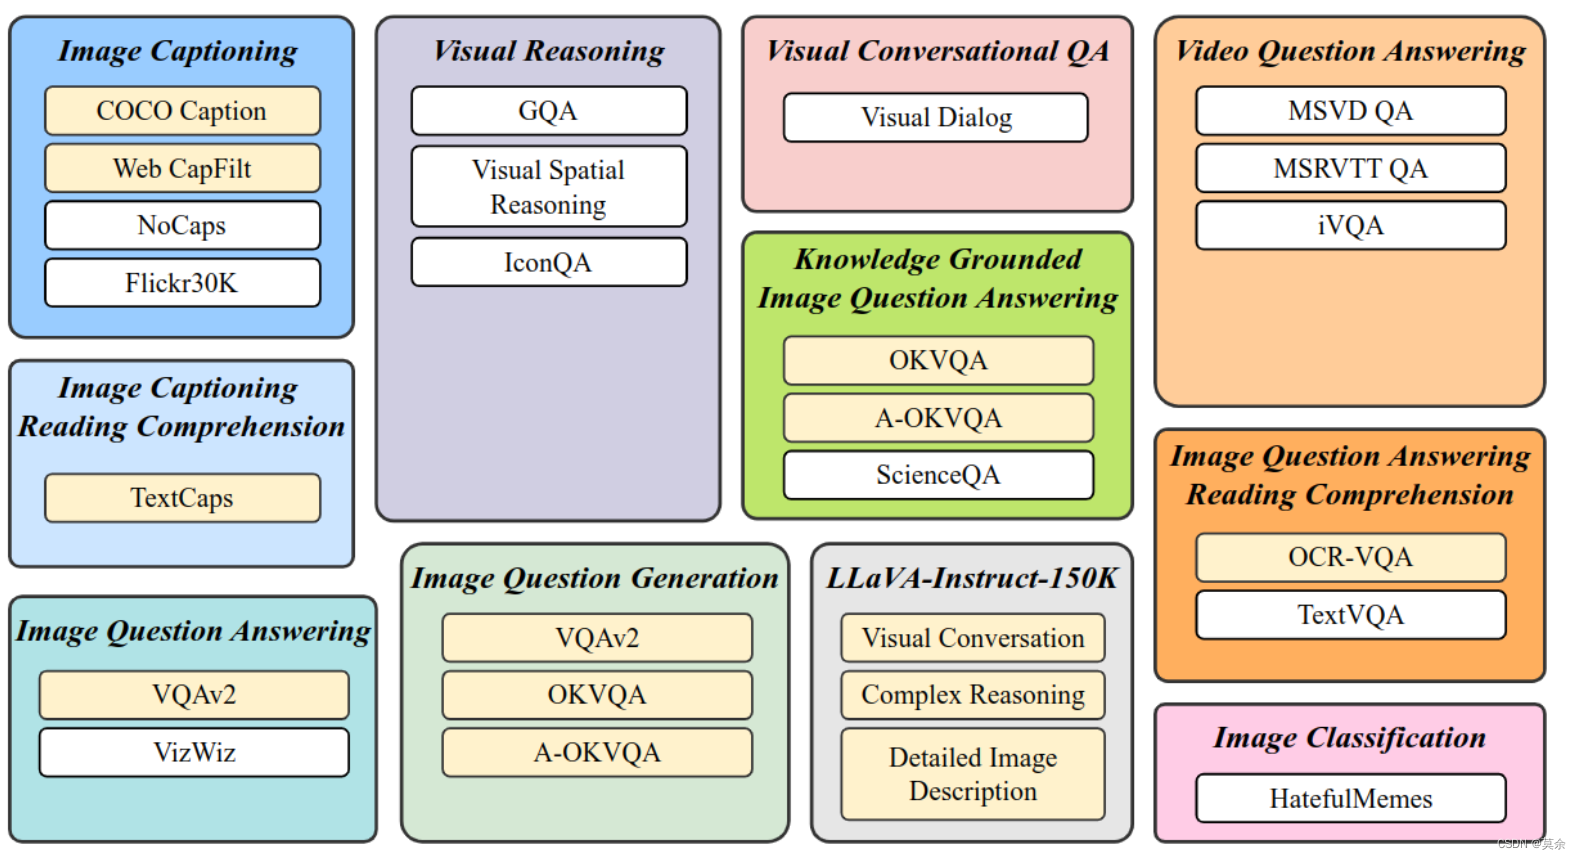 Image Captioning
COCO Caption
Web CapFilt
NoCaps
Flickr30K
Image Captioning
Reading Comprehension
TextCaps
Image Question Answering
VQAv2
VizWiz
Visual Reasoning
GQA
Visual Spatial
Reasoning
IconQA
Image Question Generation
VQAv2
OKVQA
A-OKVQA
Visual Conversational QA
Visual Dialog
Knowledge Grounded
Image Question Answering
OKVQA
A-OKVQA
ScienceQA
LLaVA-Instruct-150K
Visual Conversation
Complex Reasoning
Detailed Image
Description
Video Question Answering
MSVD QA
MSRVTT QA
iVQA
Image Question Answering
Reading Comprehension
OCR-VQA
TextVQA
Image Classification
HatefulMemes
CSDN @莫余